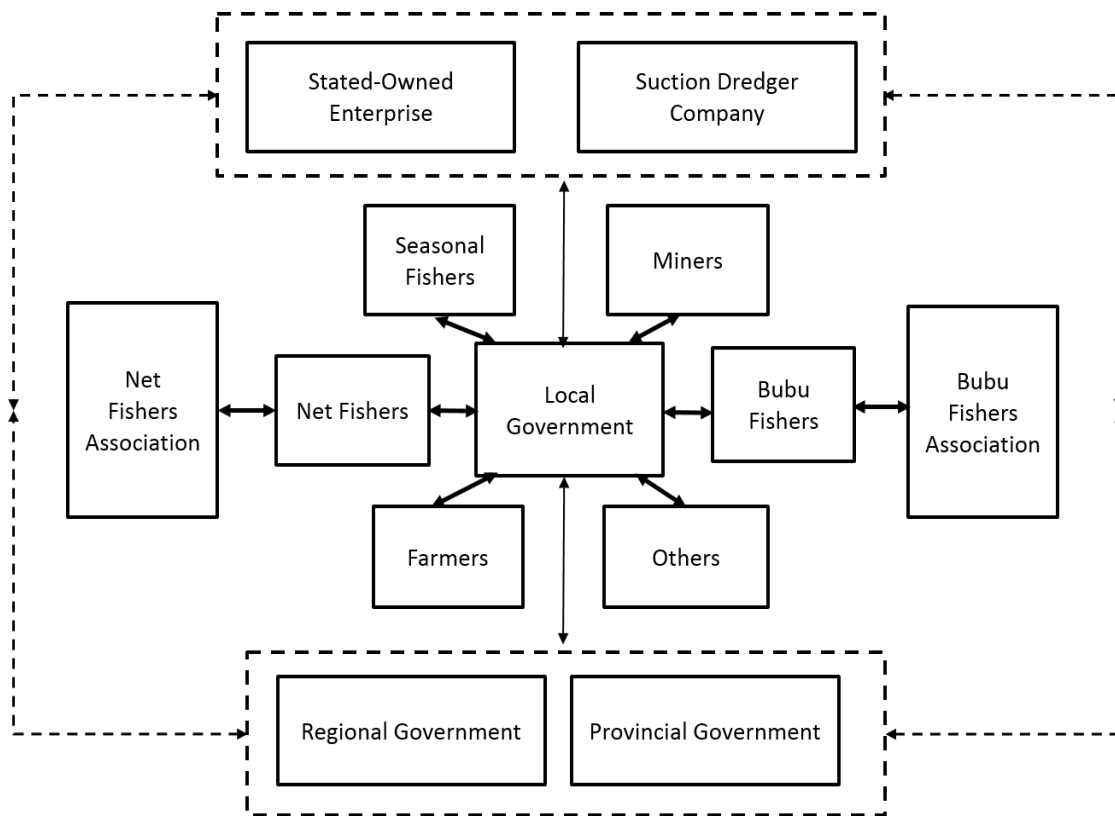 Stated-Owned
Enterprise
Suction Dredger
Company
Seasonal
Fishers
Miners
Net
Fishers
Association
Net Fishers
Local
Government
Bubu
Fishers
Bubu
Fishers
Association
Farmers
Others
Regional Government
Provincial Government